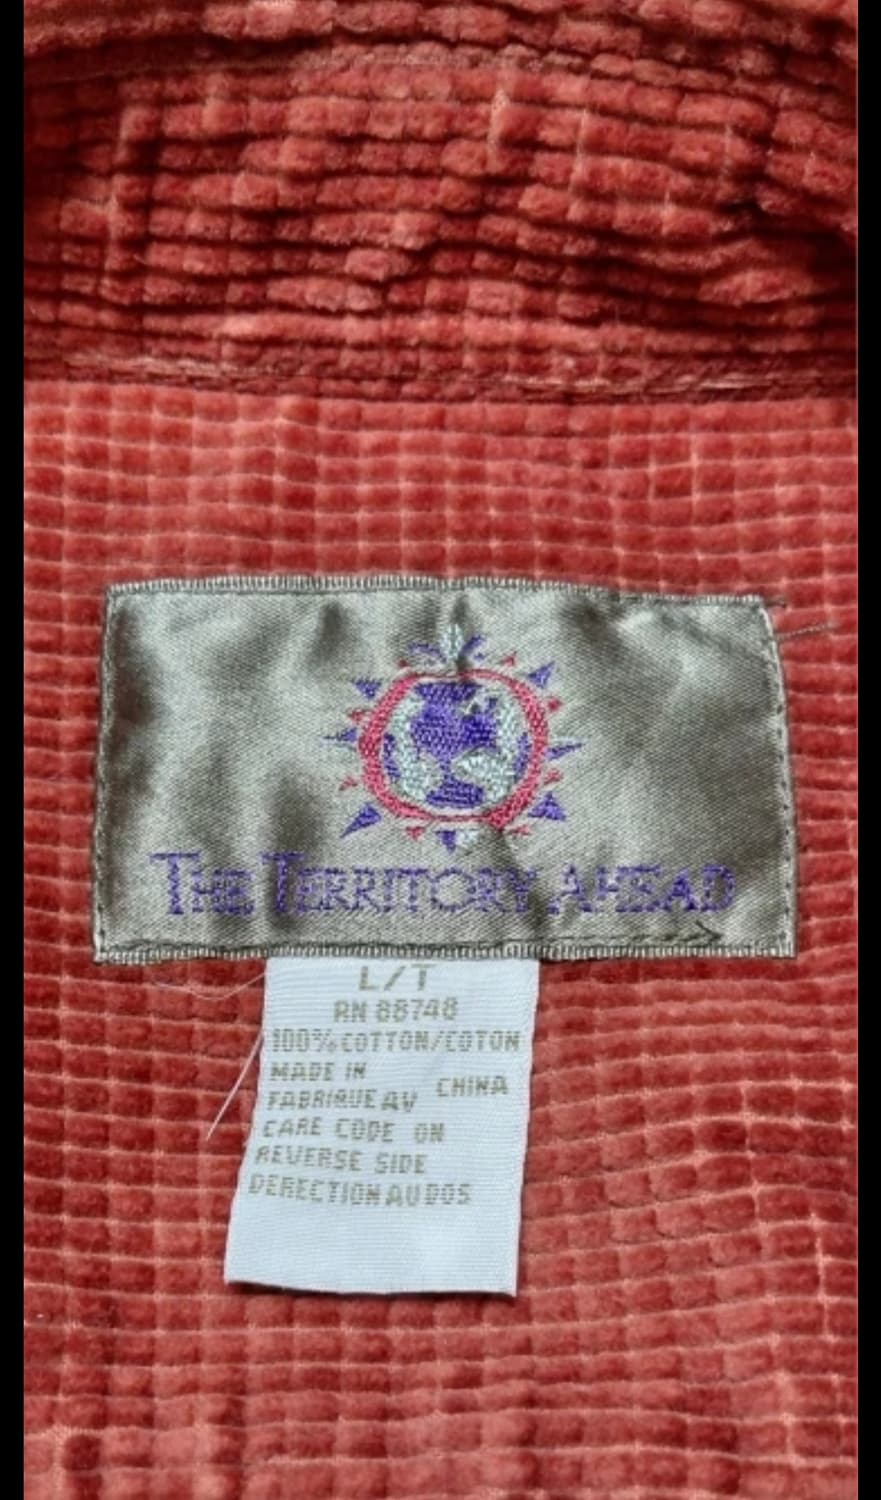 THE TERRITORY AHEAD
L/T
RN 88748
100% COTTON/COTON
MADE IN
CHINA
FABRIQUE AV
CARE CODE ON
REVERSE SIDE
DERECTION AU DOS